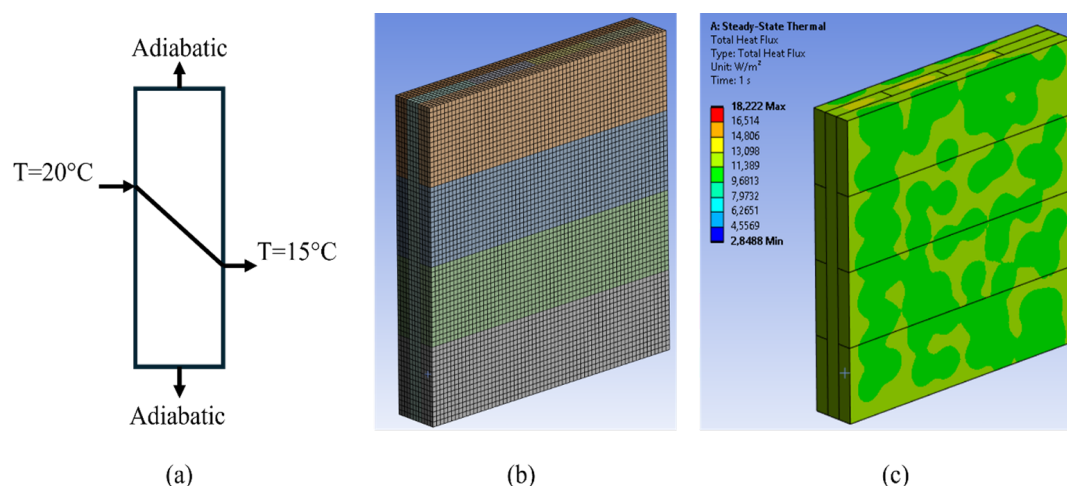 Adiabatic
T=20°C
T=15°C
Adiabatic
(a)
(b)
A: Steady-State Thermal
Total Heat Flux
Type: Total Heat Flux
Unit: W/m²
Time: 1 s
18,222 Max
16,514
14,806
13,098
11,389
9,6813
7,9732
6,2651
4,5569
2,8488 Min
(c)